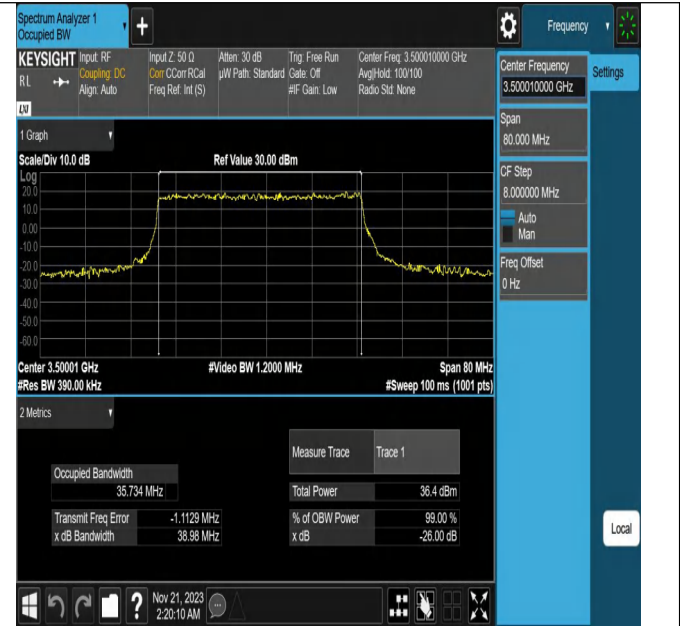 Spectrum Analyzer 1
Occupied BW
Frequency
KEYSIGHT Input: RF Input Z: 50 Ω Atten: 30 dB Trig: Free Run Center Freq: 3.500010000 GHz
RL Coupling: DC Corr CCorr RCal µW Path: Standard Gate: Off Avg|Hold: 100/100
Align: Auto Freq Ref: Int (S) #IF Gain: Low Radio Std: None
LXI
Center Frequency
3.500010000 GHz
Settings
Span
80.000 MHz
CF Step
8.000000 MHz
Auto
Man
Freq Offset
0 Hz
1 Graph
Scale/Div 10.0 dB Ref Value 30.00 dBm
Log
20.0
10.0
0.00
-10.0
-20.0
-30.0
-40.0
-50.0
-60.0
Center 3.50001 GHz #Video BW 1.2000 MHz Span 80 MHz
#Res BW 390.00 kHz #Sweep 100 ms (1001 pts)
2 Metrics
Measure Trace Trace 1
Occupied Bandwidth
35.734 MHz Total Power 36.4 dBm
Transmit Freq Error -1.1129 MHz % of OBW Power 99.00 %
x dB Bandwidth 38.98 MHz x dB -26.00 dB
Local
? Nov 21, 2023
2:20:10 AM